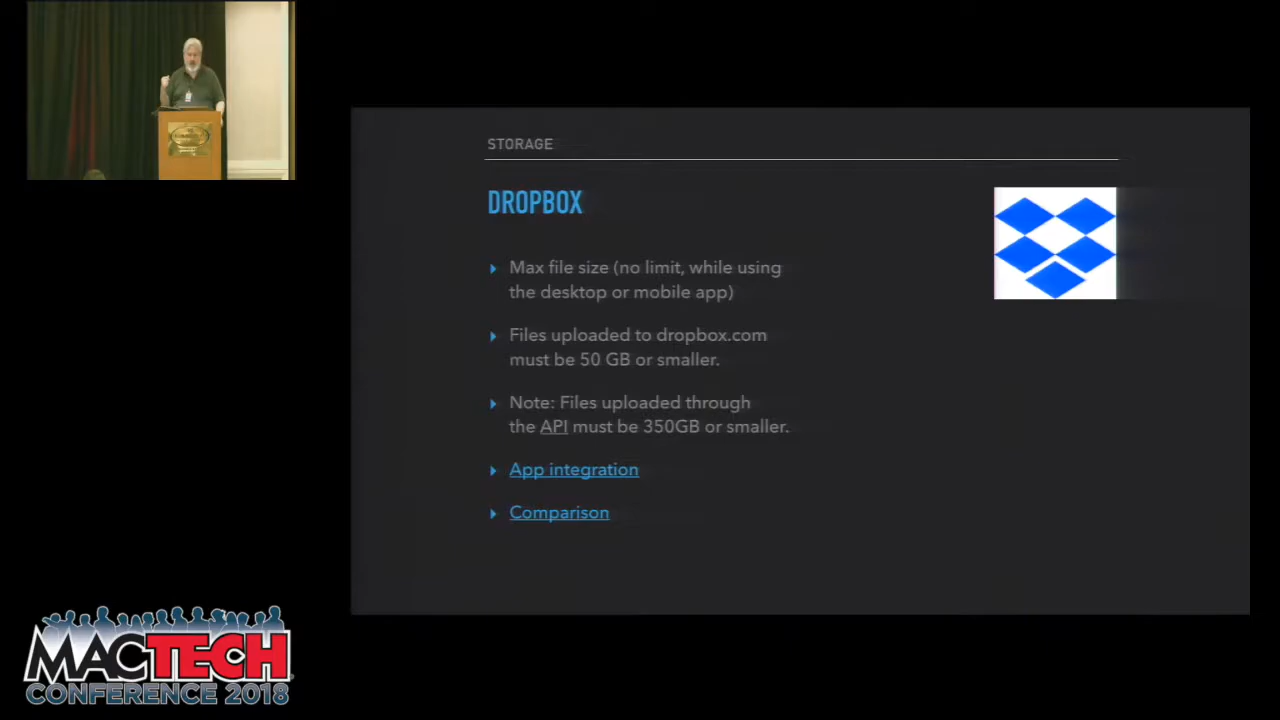 STORAGE
DROPBOX
Max file size (no limit, while using
the desktop or mobile app)
Files uploaded to dropbox.com
must be 50 GB or smaller.
Note: Files uploaded through
the API must be 350GB or smaller.
App integration
Comparison
MACTECH
CONFERENCE 2018